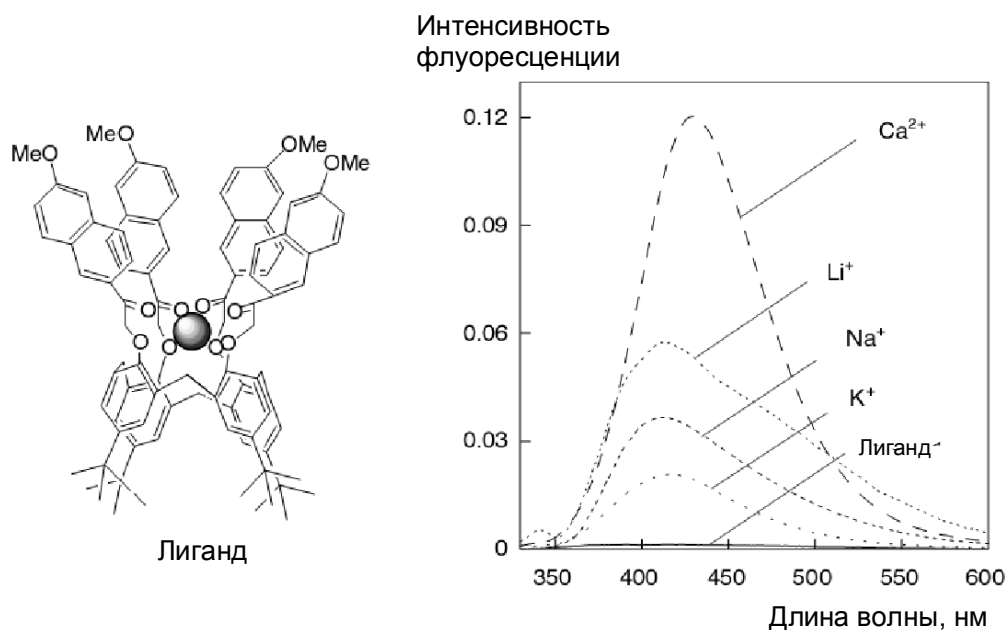 Интенсивность
флуоресценции
MeO
MeO
OMe
OMe
O
O
O
O
O
O
O
O
Лиганд
0.12
0.09
0.06
0.03
0
Ca2+
Li+
Na+
K+
Лиганд
350
400
450
500
550
600
Длина волны, нм